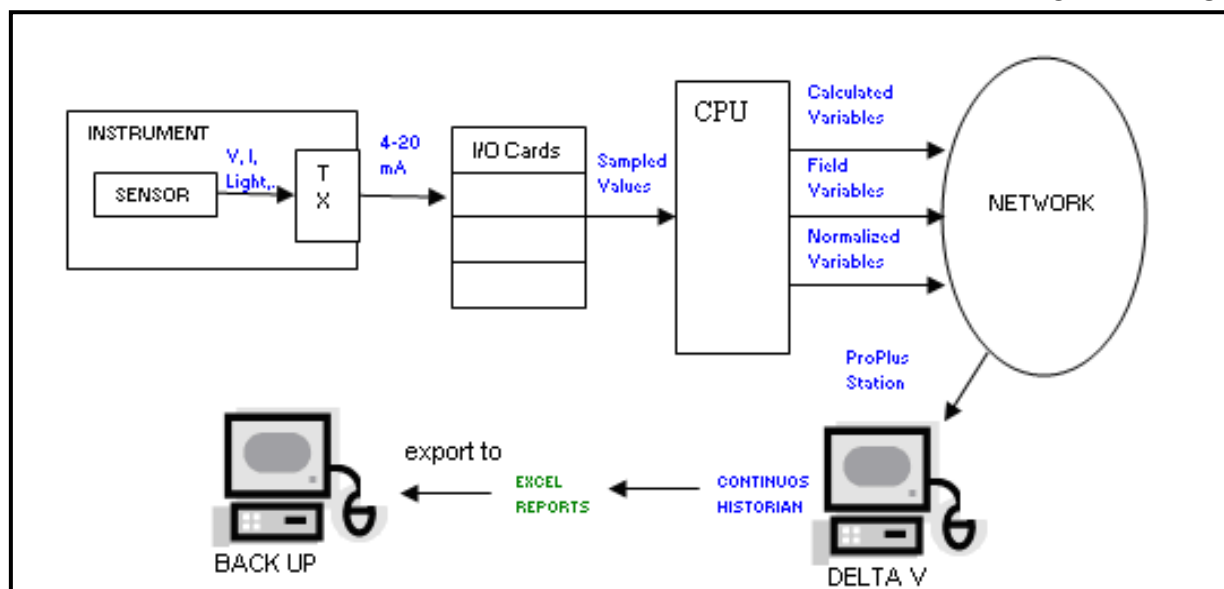 INSTRUMENT
SENSOR
V, I,
Light,..
T
X
4-20
mA
I/O Cards
Sampled
Values
CPU
Calculated
Variables
Field
Variables
Normalized
Variables
NETWORK
ProPlus
Station
DELTA V
CONTINUOS
HISTORIAN
EXCEL
REPORTS
export to
BACK UP